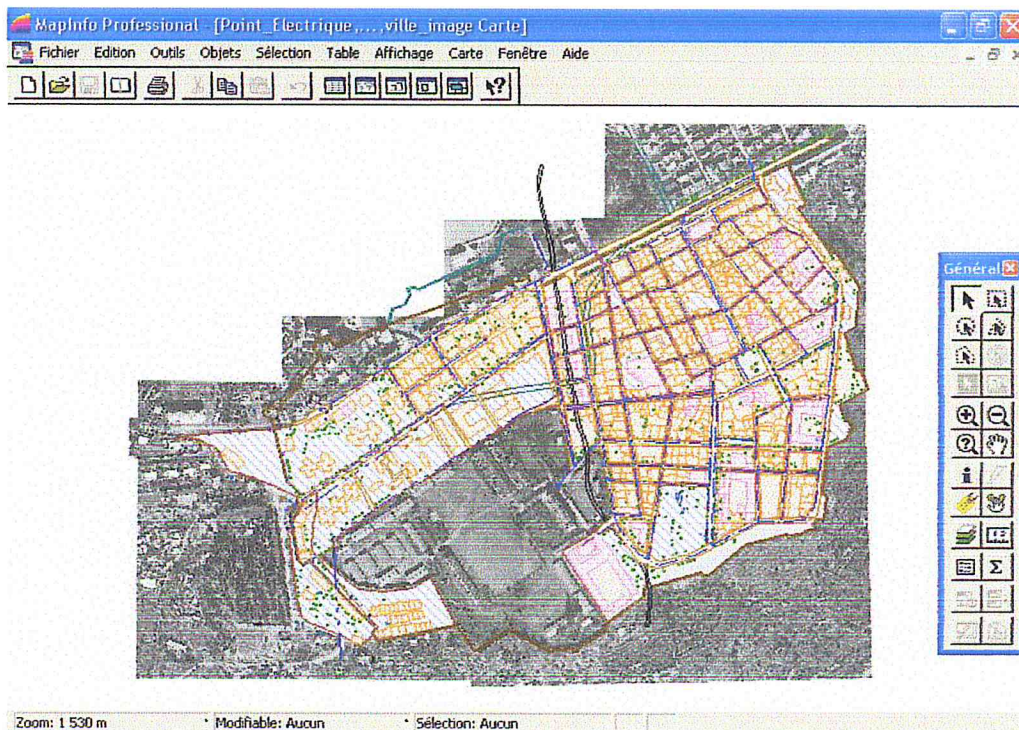 MapInfo Professional - [Point_Electrique,...,ville_image Carte]
Fichier Edition Outils Objets Sélection Table Affichage Carte Fenêtre Aide
Général
Zoom: 1 530 m Modifiable: Aucun Sélection: Aucun